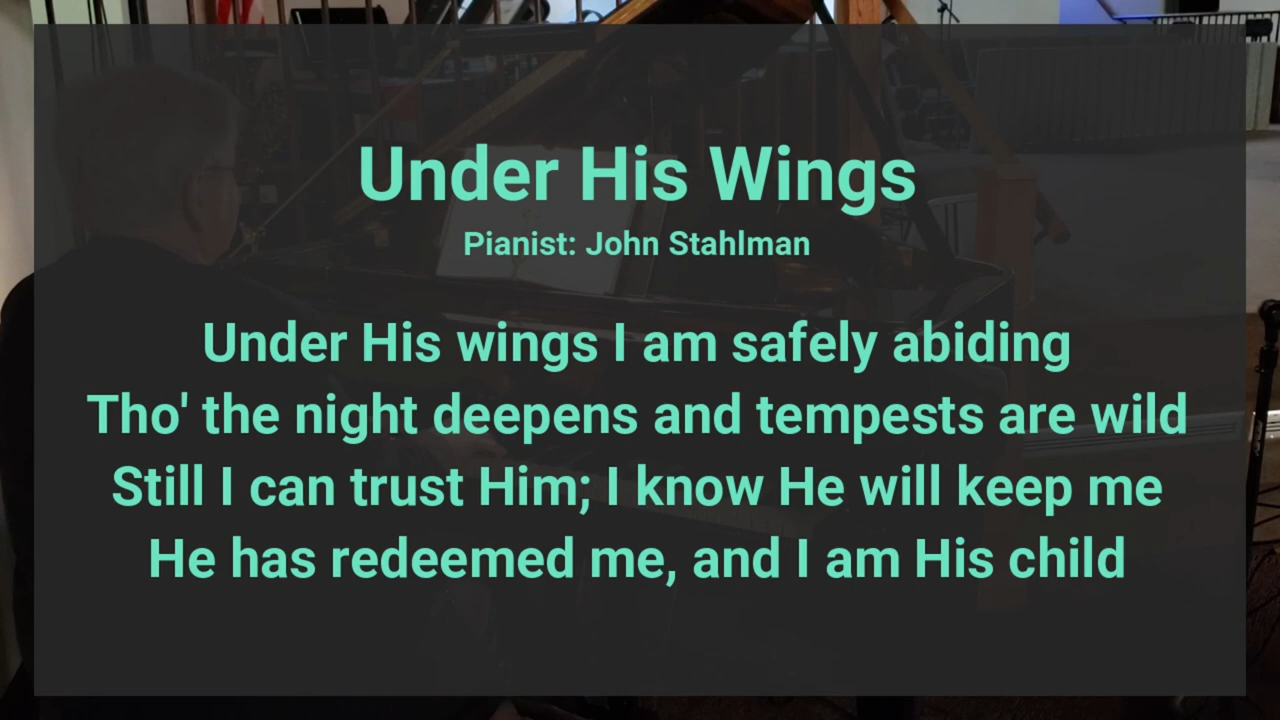 Under His Wings
Pianist: John Stahlman
Under His wings I am safely abiding
Tho' the night deepens and tempests are wild
Still I can trust Him; I know He will keep me
He has redeemed me, and I am His child